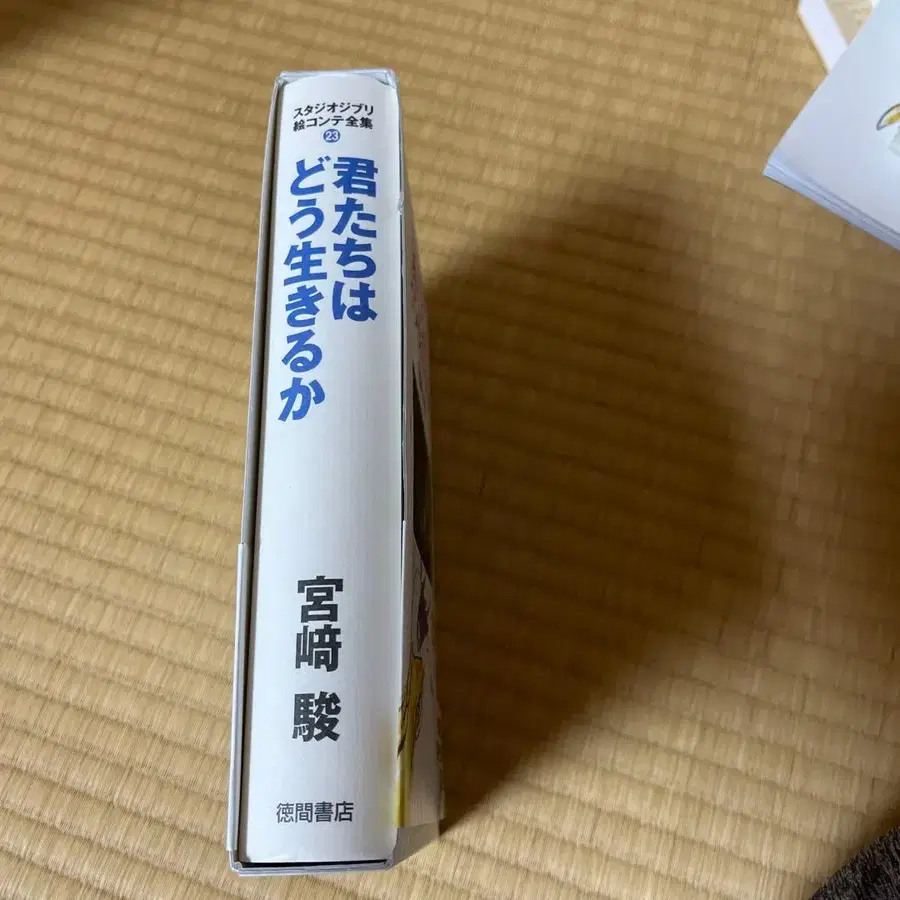 スタジオジブリ
絵コンテ全集
23
君たちは
どう生きるか
宮﨑 駿
徳間書店